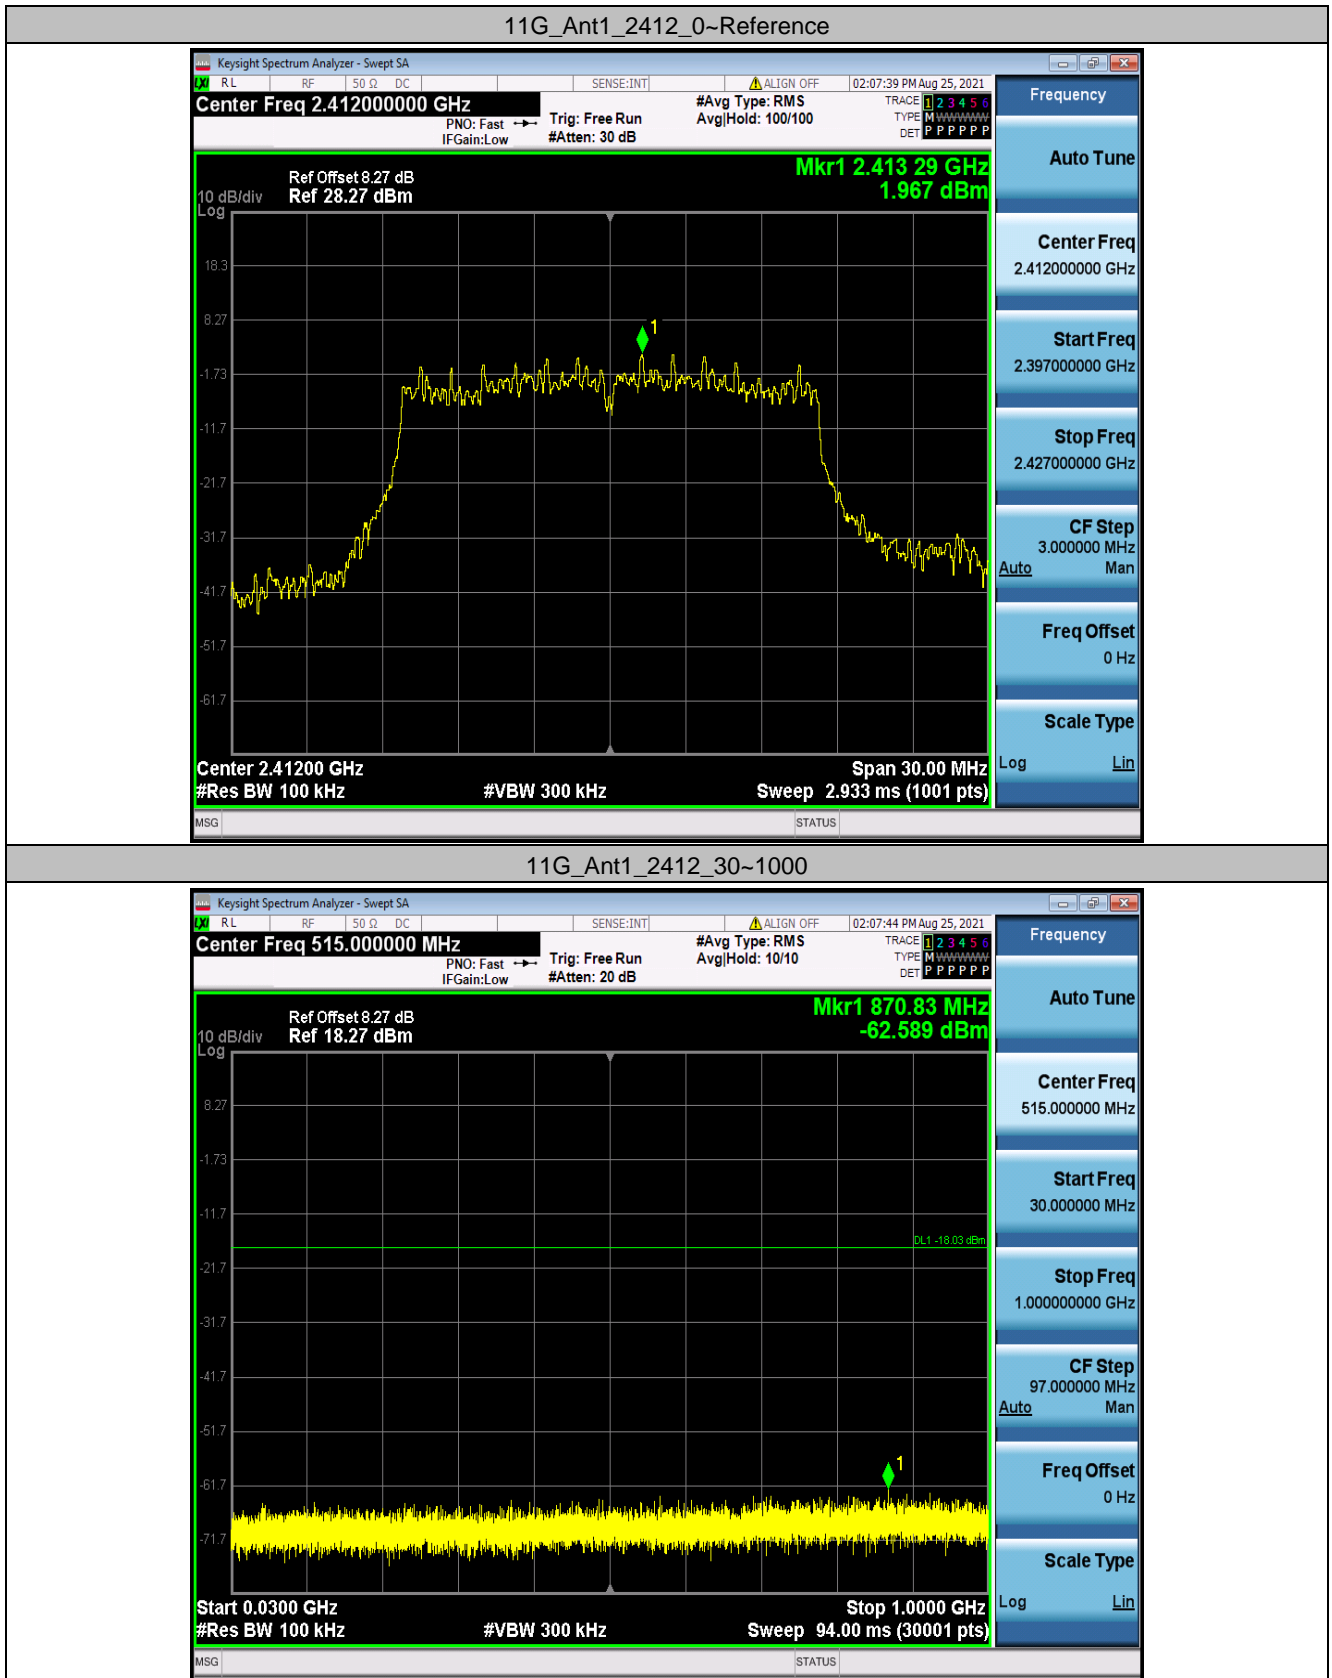 11G_Ant1_2412_0~Reference
Keysight Spectrum Analyzer - Swept SA
LXI RL RF 50 Ω DC SENSE:INT ALIGN OFF 02:07:39 PM Aug 25, 2021
Center Freq 2.412000000 GHz
PNO: Fast
IFGain:Low
Trig: Free Run
#Atten: 30 dB
#Avg Type: RMS
Avg|Hold: 100/100
TRACE 1 2 3 4 5 6
TYPE M WWWWW
DET P P P P P P
Frequency
Mkr1 2.413 29 GHz
1.967 dBm
Ref Offset 8.27 dB
10 dB/div Ref 28.27 dBm
Log
18.3
8.27
-1.73
-11.7
-21.7
-31.7
-41.7
-51.7
-61.7
1
Center 2.41200 GHz Span 30.00 MHz
#Res BW 100 kHz #VBW 300 kHz Sweep 2.933 ms (1001 pts)
MSG STATUS
Auto Tune
Center Freq
2.412000000 GHz
Start Freq
2.397000000 GHz
Stop Freq
2.427000000 GHz
CF Step
3.000000 MHz
Auto Man
Freq Offset
0 Hz
Scale Type
Log Lin
11G_Ant1_2412_30~1000
Keysight Spectrum Analyzer - Swept SA
LXI RL RF 50 Ω DC SENSE:INT ALIGN OFF 02:07:44 PM Aug 25, 2021
Center Freq 515.000000 MHz
PNO: Fast
IFGain:Low
Trig: Free Run
#Atten: 20 dB
#Avg Type: RMS
Avg|Hold: 10/10
TRACE 1 2 3 4 5 6
TYPE M WWWWW
DET P P P P P P
Frequency
Mkr1 870.83 MHz
-62.589 dBm
Ref Offset 8.27 dB
10 dB/div Ref 18.27 dBm
Log
8.27
-1.73
-11.7
-21.7
-31.7
-41.7
-51.7
-61.7
-71.7
DL1 -18.03 dBm
1
Start 0.0300 GHz Stop 1.0000 GHz
#Res BW 100 kHz #VBW 300 kHz Sweep 94.00 ms (30001 pts)
MSG STATUS
Auto Tune
Center Freq
515.000000 MHz
Start Freq
30.000000 MHz
Stop Freq
1.000000000 GHz
CF Step
97.000000 MHz
Auto Man
Freq Offset
0 Hz
Scale Type
Log Lin